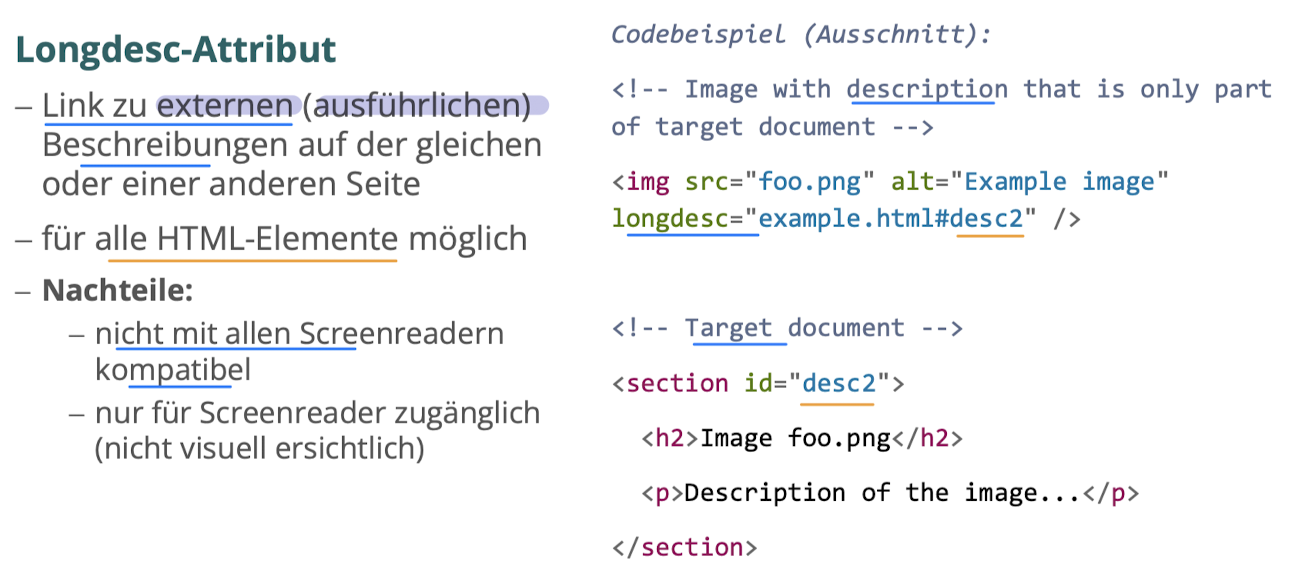 Longdesc-Attribut
– Link zu externen (ausführlichen)
Beschreibungen auf der gleichen
oder einer anderen Seite
– für alle HTML-Elemente möglich
– Nachteile:
– nicht mit allen Screenreadern
kompatibel
– nur für Screenreader zugänglich
(nicht visuell ersichtlich)
Codebeispiel (Ausschnitt):
<!-- Image with description that is only part
of target document -->
<img src="foo.png" alt="Example image"
longdesc="example.html#desc2" />
<!-- Target document -->
<section id="desc2">
<h2>Image foo.png</h2>
<p>Description of the image...</p>
</section>